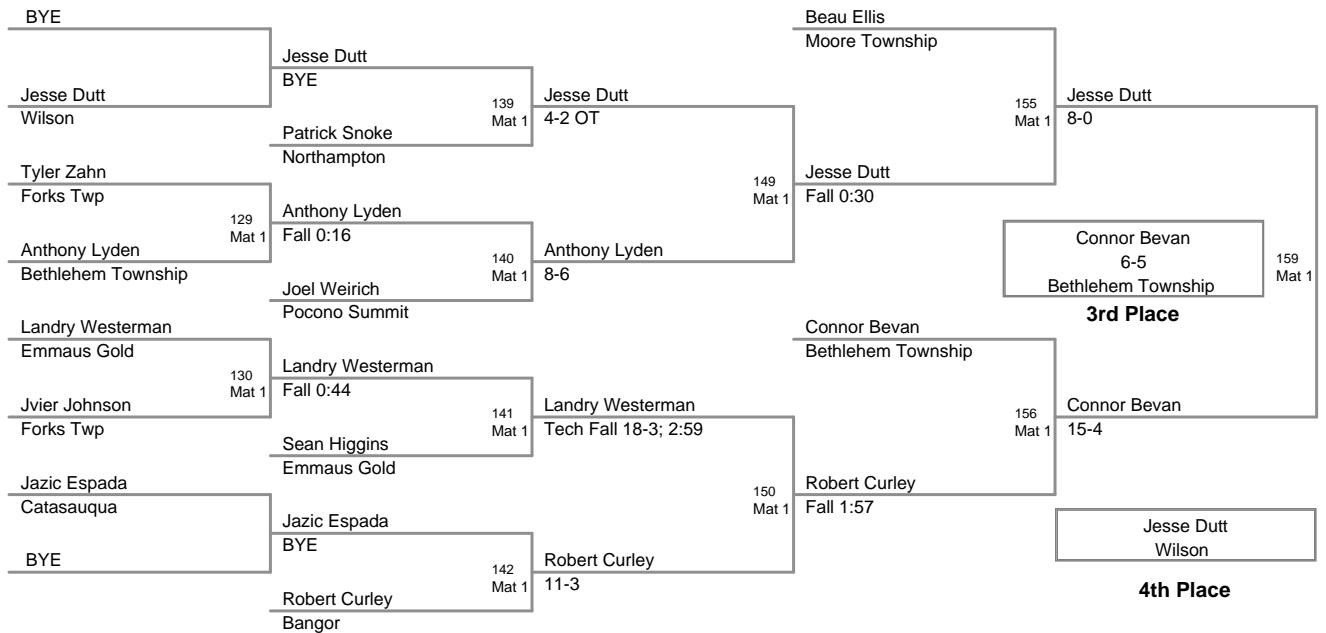 BYE
Jesse Dutt
Wilson
Tyler Zahn
Forks Twp
129
Mat 1
Anthony Lyden
Bethlehem Township
Landry Westerman
Emmaus Gold
130
Mat 1
Jvier Johnson
Forks Twp
Jazic Espada
Catasauqua
BYE
Jesse Dutt
BYE
139
Mat 1
Patrick Snoke
Northampton
Anthony Lyden
Fall 0:16
140
Mat 1
Joel Weirich
Pocono Summit
Landry Westerman
Fall 0:44
141
Mat 1
Sean Higgins
Emmaus Gold
Jazic Espada
BYE
142
Mat 1
Robert Curley
Bangor
Jesse Dutt
4-2 OT
149
Mat 1
Anthony Lyden
8-6
Landry Westerman
Tech Fall 18-3; 2:59
150
Mat 1
Robert Curley
11-3
Beau Ellis
Moore Township
155
Mat 1
Jesse Dutt
Fall 0:30
Connor Bevan
Bethlehem Township
156
Mat 1
Robert Curley
Fall 1:57
Jesse Dutt
8-0
Connor Bevan
6-5
Bethlehem Township
3rd Place
159
Mat 1
Connor Bevan
15-4
Jesse Dutt
Wilson
4th Place